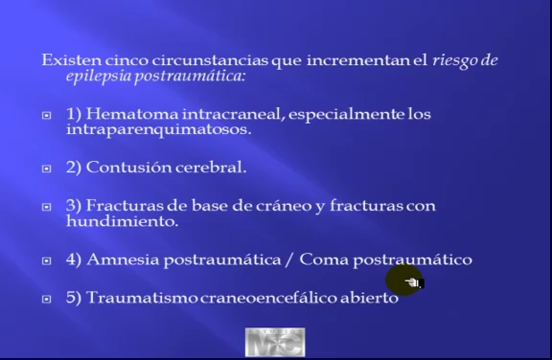 Existen cinco circunstancias que incrementan el riesgo de
epilepsia postraumática:
1) Hematoma intracraneal, especialmente los
intraparenquimatosos.
2) Contusión cerebral.
3) Fracturas de base de cráneo y fracturas con
hundimiento.
4) Amnesia postraumática / Coma postraumático
5) Traumatismo craneoencefálico abierto